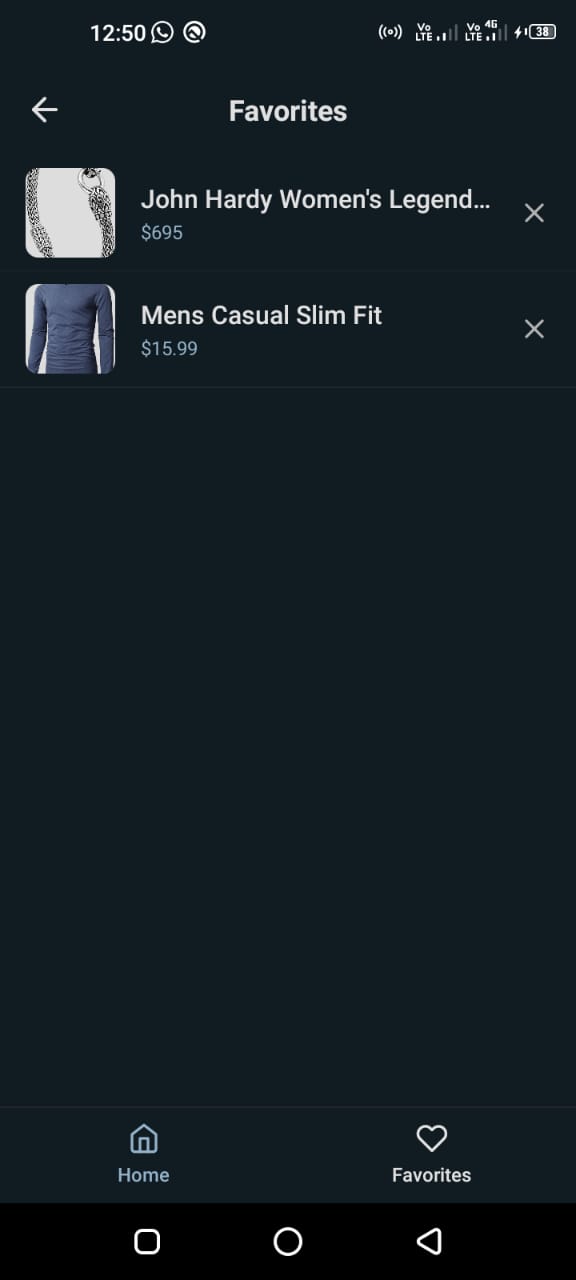 12:50
Vo LTE Vo LTE 4G 38
Favorites
John Hardy Women's Legend...
$695
Mens Casual Slim Fit
$15.99
Home
Favorites